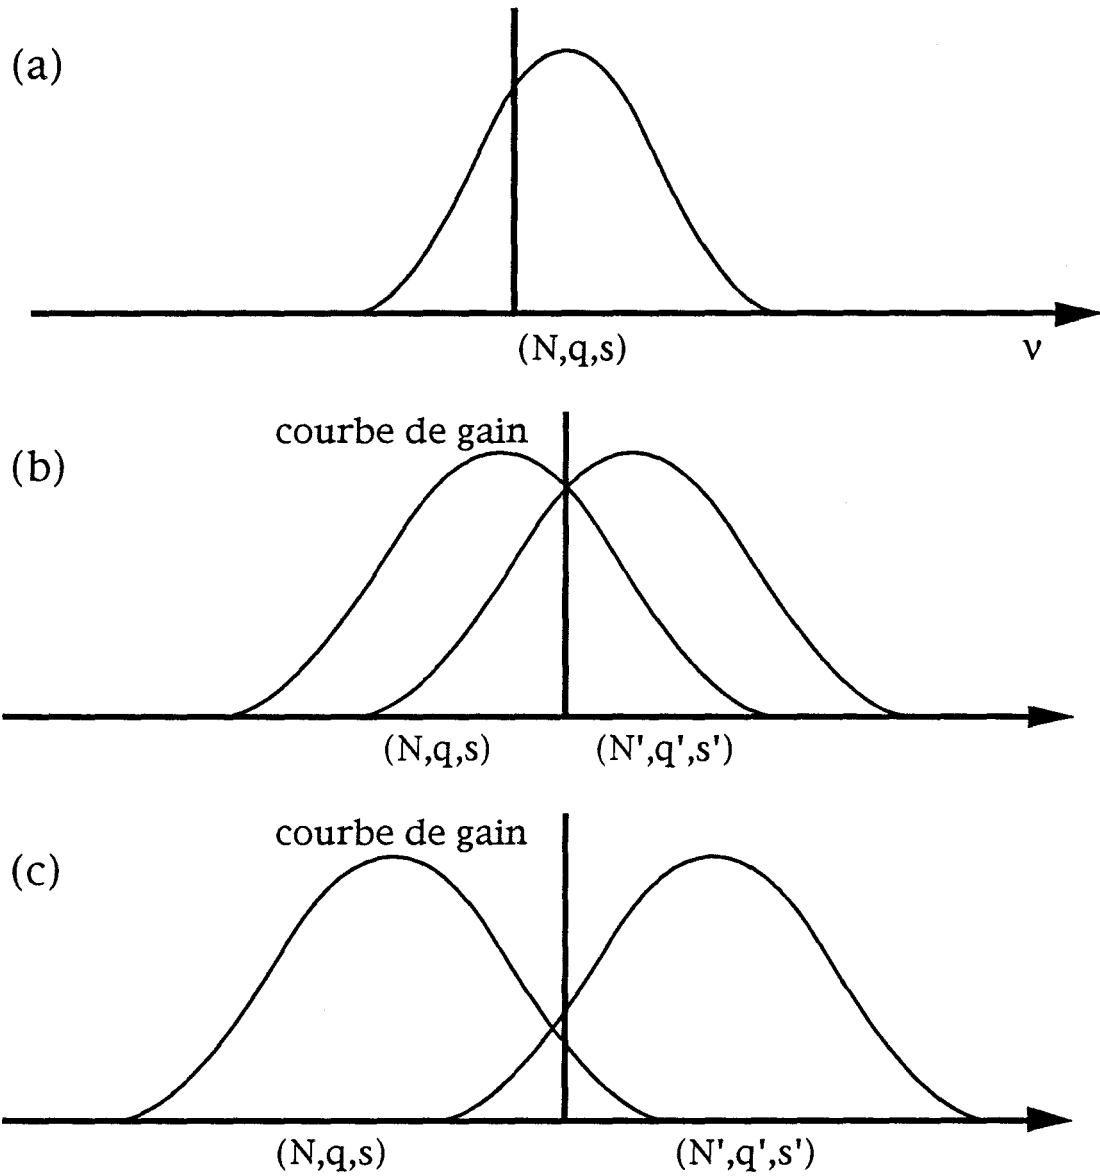 (a)
(N,q,s)
ν
courbe de gain
(b)
(N,q,s)
(N',q',s')
courbe de gain
(c)
(N,q,s)
(N',q',s')